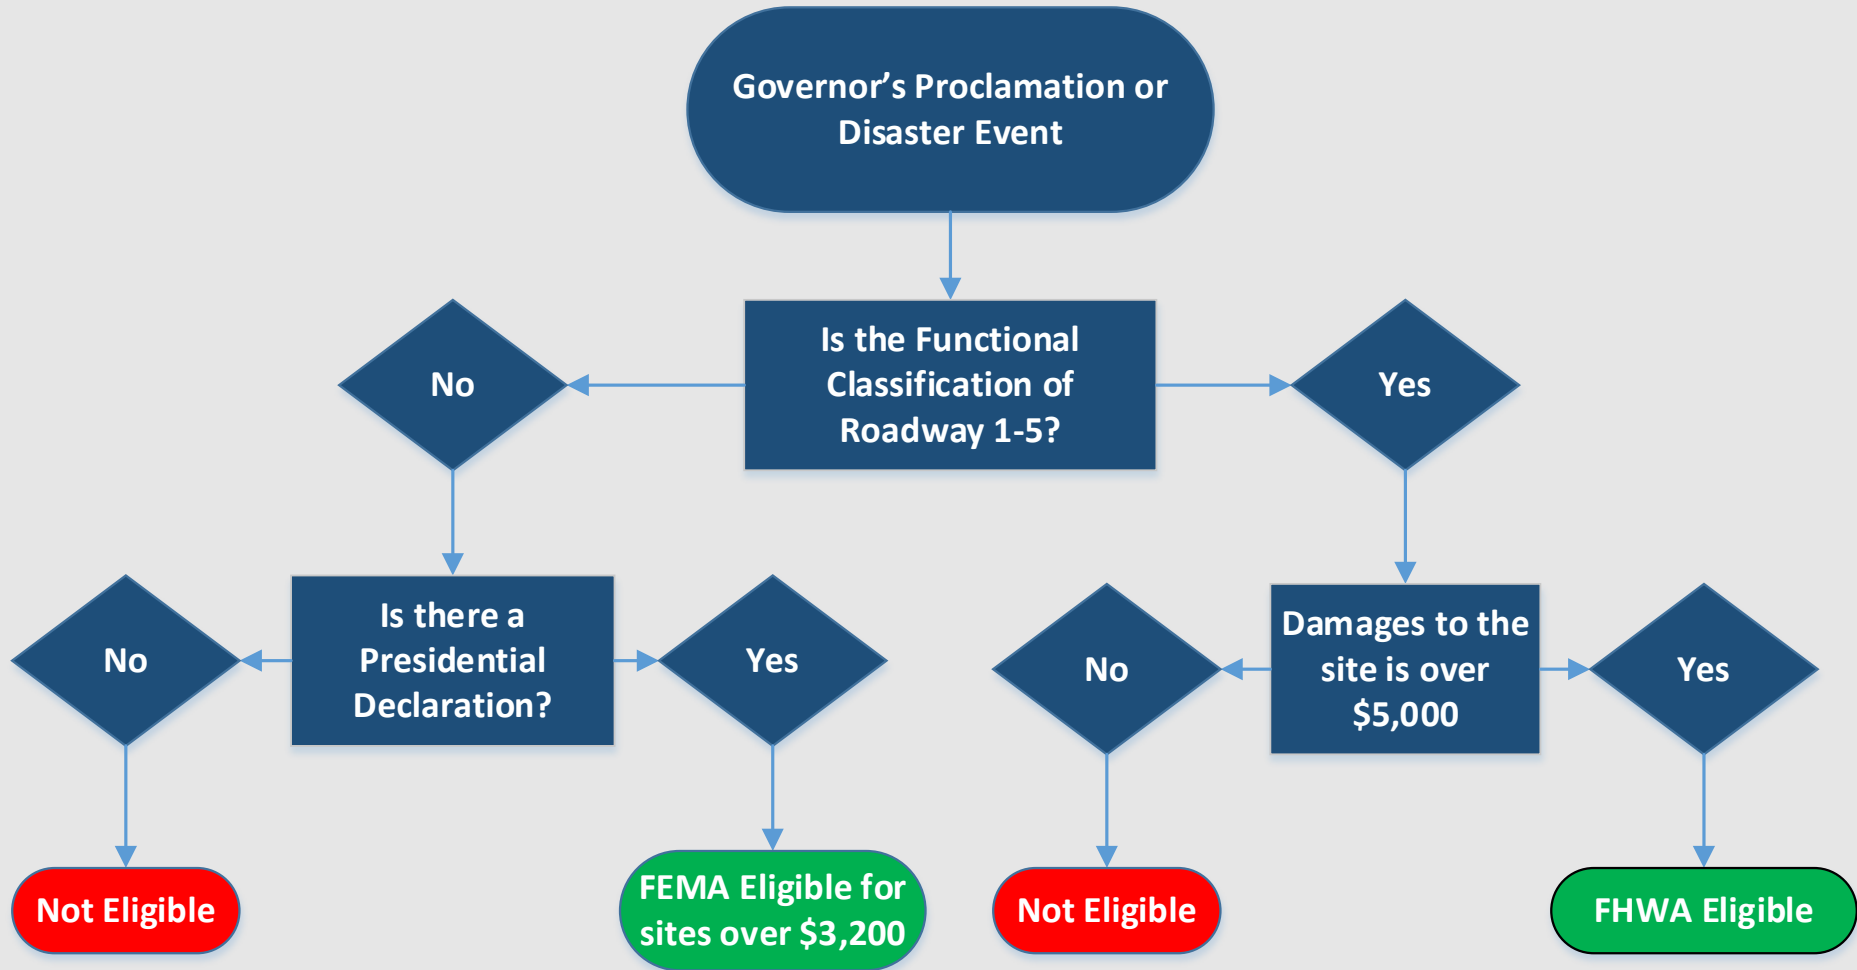 Governor’s Proclamation or
Disaster Event
No
Is the Functional
Classification of
Roadway 1-5?
Yes
No
Is there a
Presidential
Declaration?
Yes
No
Damages to the
site is over
$5,000
Yes
Not Eligible
FEMA Eligible for
sites over $3,200
Not Eligible
FHWA Eligible